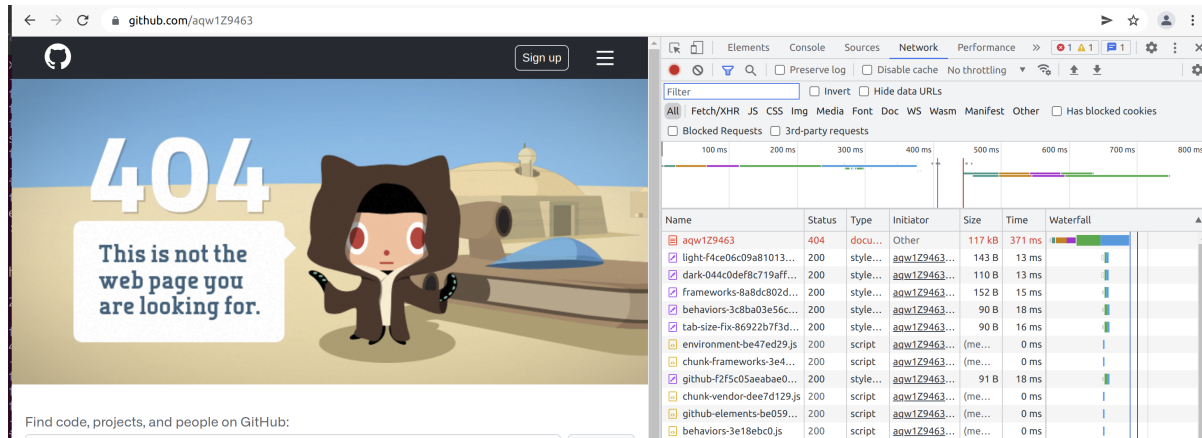 github.com/aqw1Z9463
Sign up
404
This is not the
web page you
are looking for.
Find code, projects, and people on GitHub:
Elements Console Sources Network Performance » 1 1 1
Preserve log Disable cache No throttling
Filter Invert Hide data URLs
All Fetch/XHR JS CSS Img Media Font Doc WS Wasm Manifest Other Has blocked cookies
Blocked Requests 3rd-party requests
100 ms 200 ms 300 ms 400 ms 500 ms 600 ms 700 ms 800 ms
Name Status Type Initiator Size Time Waterfall
aqw1Z9463 404 docu... Other 117 kB 371 ms
light-f4ce06c09a81013... 200 style... aqw1Z9463... 143 B 13 ms
dark-044c0def8c719aff... 200 style... aqw1Z9463... 110 B 13 ms
frameworks-8a8dc802d... 200 style... aqw1Z9463... 152 B 15 ms
behaviors-3c8ba03e56c... 200 style... aqw1Z9463... 90 B 18 ms
tab-size-fix-86922b7f3d... 200 style... aqw1Z9463... 90 B 16 ms
environment-be47ed29.js 200 script aqw1Z9463... (me... 0 ms
chunk-frameworks-3e4... 200 script aqw1Z9463... (me... 0 ms
github-f2f5c05aeabae0... 200 style... aqw1Z9463... 91 B 18 ms
chunk-vendor-dee7d129.js 200 script aqw1Z9463... (me... 0 ms
github-elements-be059... 200 script aqw1Z9463... (me... 0 ms
behaviors-3e18ebc0.js 200 script aqw1Z9463... (me... 0 ms